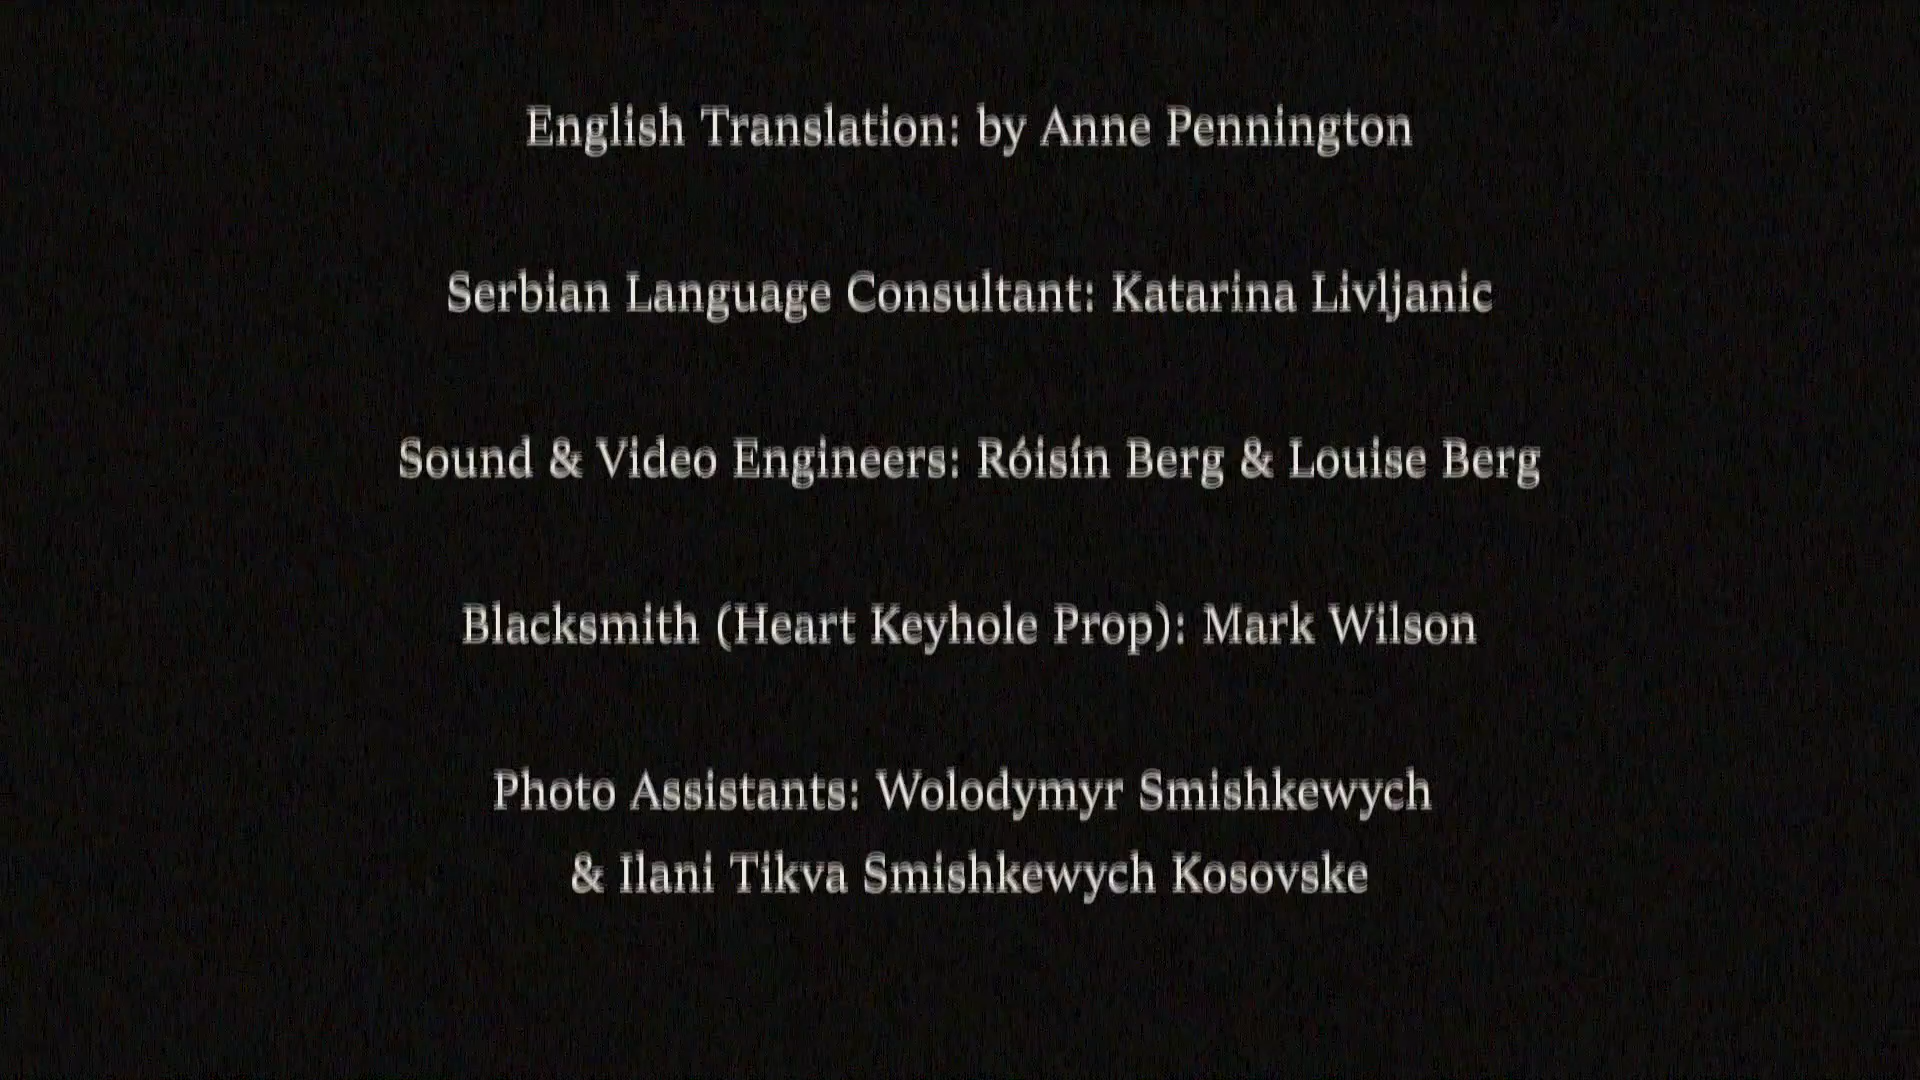 English Translation: by Anne Pennington
Serbian Language Consultant: Katarina Livljanic
Sound & Video Engineers: Róisín Berg & Louise Berg
Blacksmith (Heart Keyhole Prop): Mark Wilson
Photo Assistants: Wolodymyr Smishkewych
& Ilani Tikva Smishkewych Kosovske